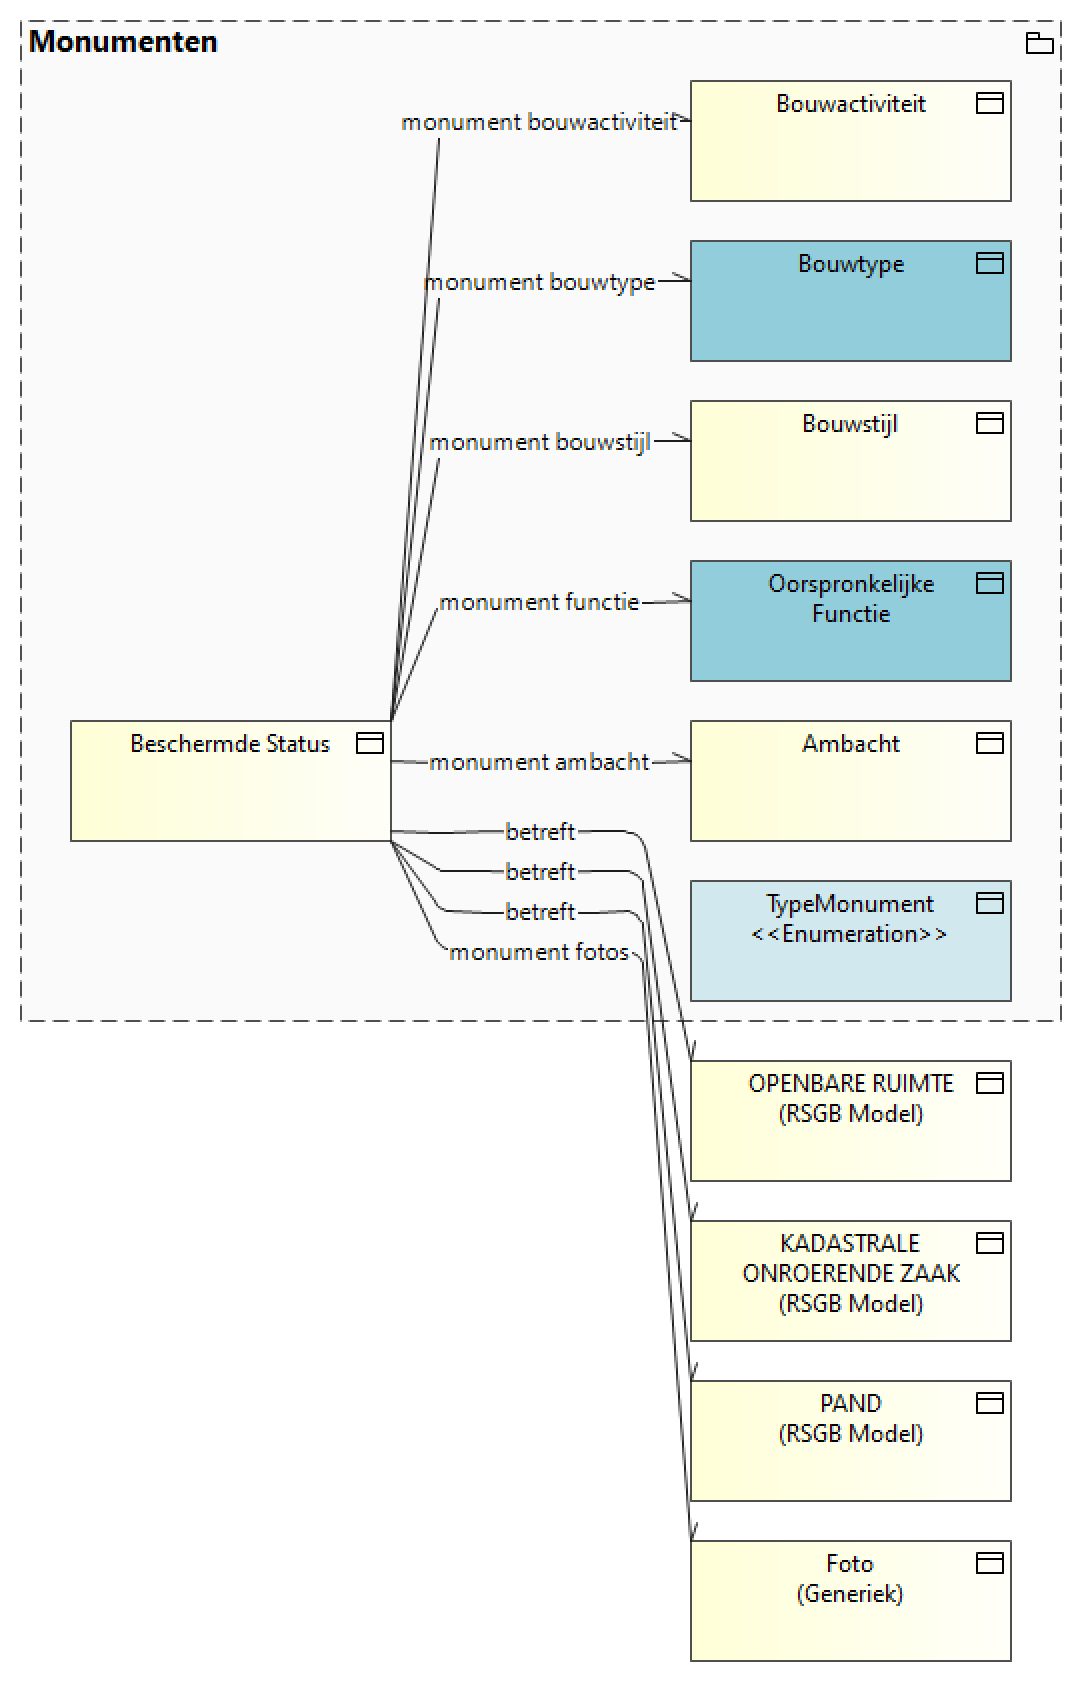 Monumenten
monument bouwactiviteit
Bouwactiviteit
monument bouwtype
Bouwtype
monument bouwstijl
Bouwstijl
monument functie
Oorspronkelijke
Functie
Beschermde Status
monument ambacht
Ambacht
betreft
betreft
betreft
monument fotos
TypeMonument
<<Enumeration>>
OPENBARE RUIMTE
(RSGB Model)
KADASTRALE
ONROERENDE ZAAK
(RSGB Model)
PAND
(RSGB Model)
Foto
(Generiek)